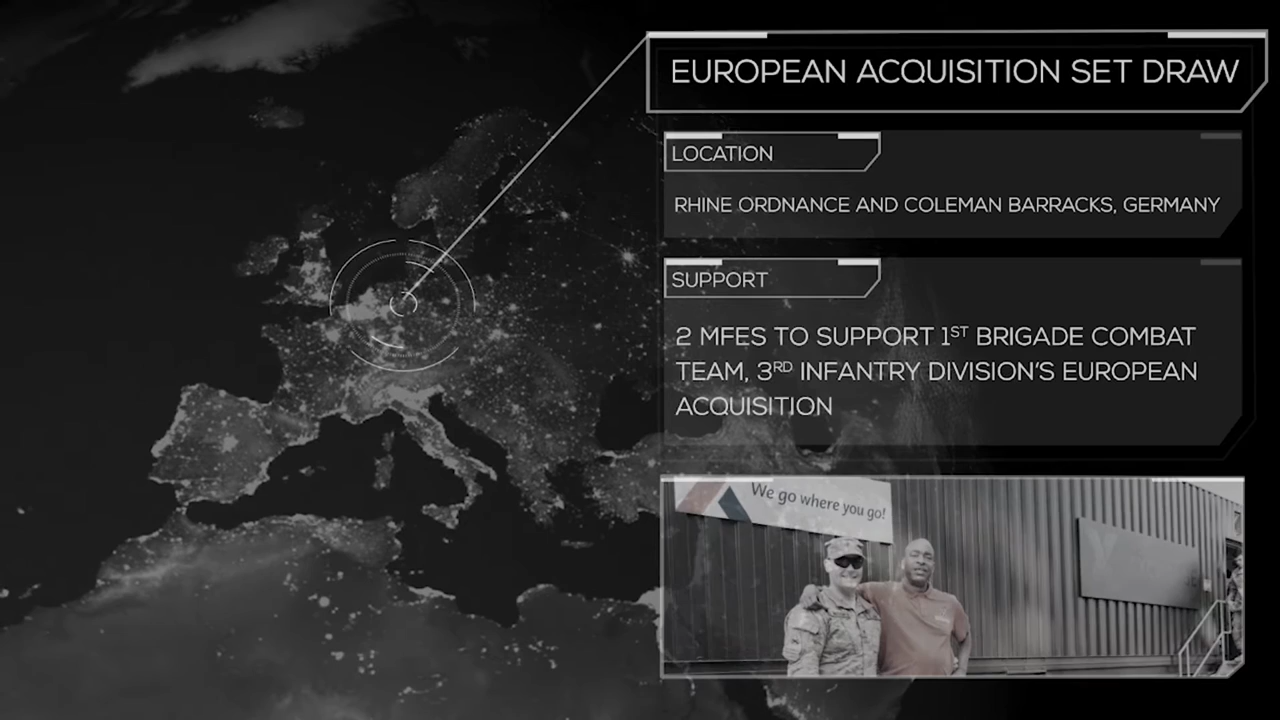 EUROPEAN ACQUISITION SET DRAW
LOCATION
RHINE ORDNANCE AND COLEMAN BARRACKS, GERMANY
SUPPORT
2 MFES TO SUPPORT 1ST BRIGADE COMBAT
TEAM, 3RD INFANTRY DIVISION'S EUROPEAN
ACQUISITION
We go where you go!